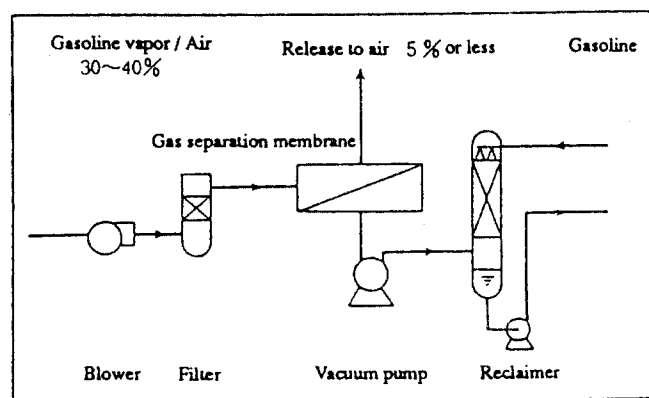 Gasoline vapor / Air
30～40%
Release to air 5 % or less
Gasoline
Gas separation membrane
Blower
Filter
Vacuum pump
Reclaimer